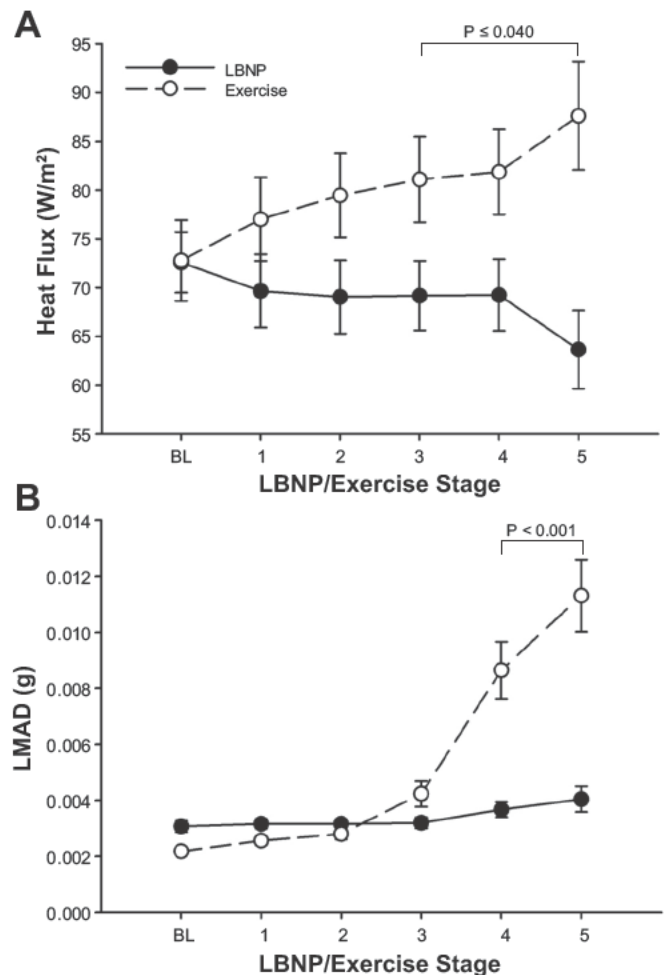 A
P ≤ 0.040
LBNP
Exercise
95
90
85
80
75
70
65
60
55
Heat Flux (W/m²)
BL 1 2 3 4 5
LBNP/Exercise Stage
B
P < 0.001
0.014
0.012
0.010
0.008
0.006
0.004
0.002
0.000
LMAD (g)
BL 1 2 3 4 5
LBNP/Exercise Stage